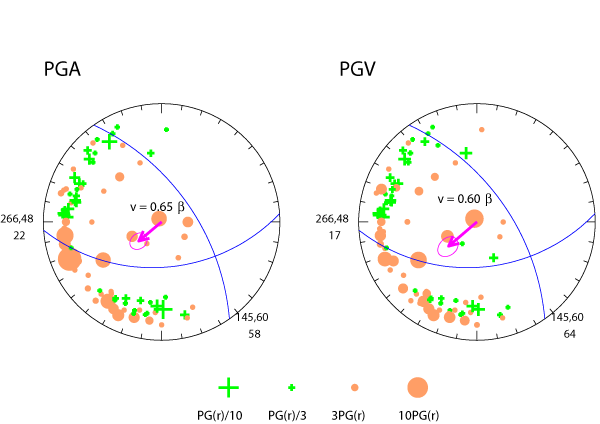 PGA
PGV
v = 0.65 β
v = 0.60 β
266,48
22
266,48
17
145,60
58
145,60
64
PG(r)/10
PG(r)/3
3PG(r)
10PG(r)